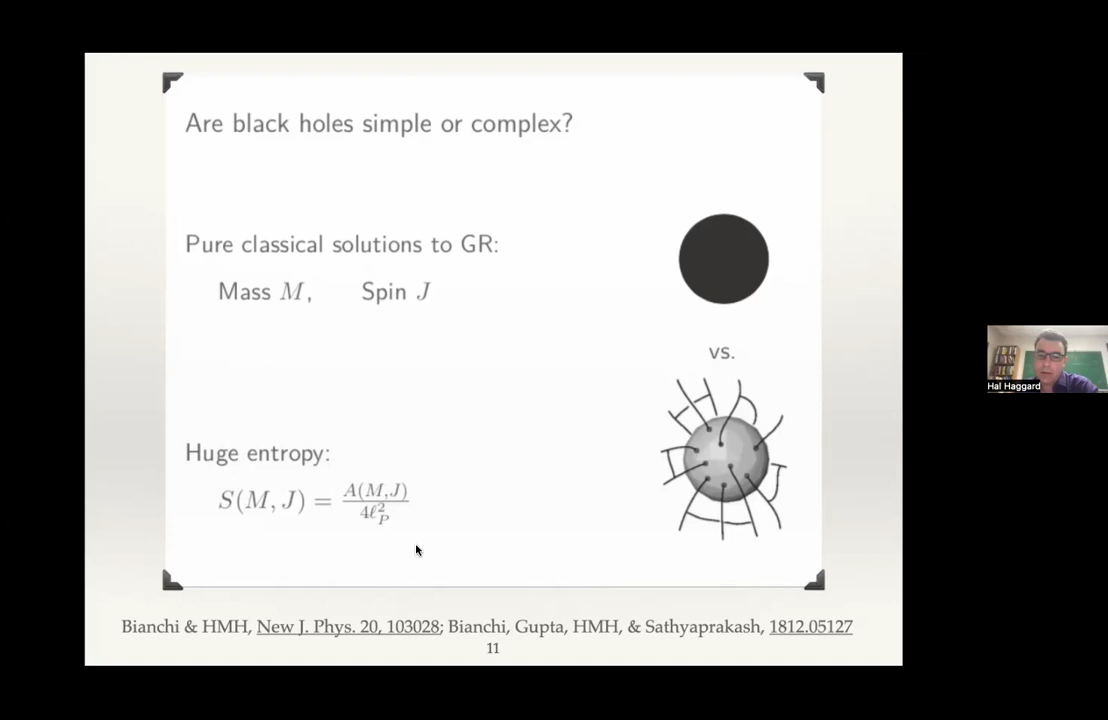 Are black holes simple or complex?
Pure classical solutions to GR:
Mass M, Spin J
vs.
Hal Haggard
Huge entropy:
S(M, J) = A(M,J) / 4ℓ_P^2
Bianchi & HMH, New J. Phys. 20, 103028; Bianchi, Gupta, HMH, & Sathyaprakash, 1812.05127
11